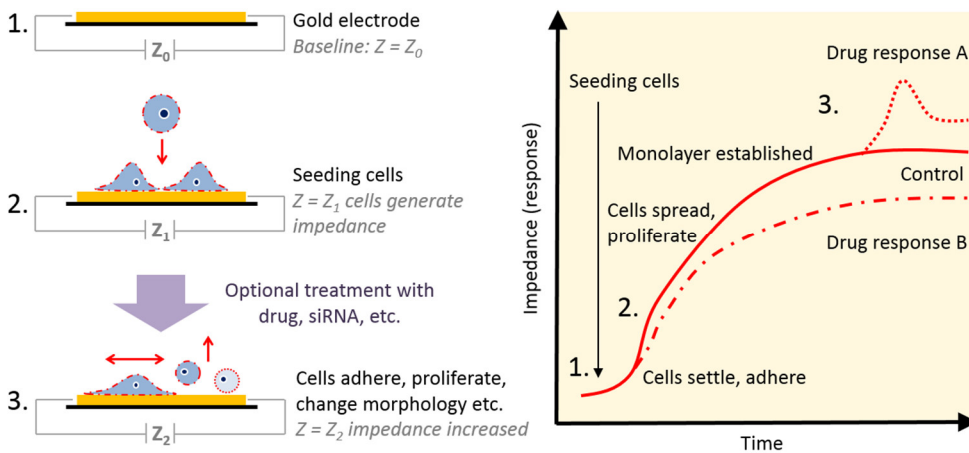 1.
Z₀
Gold electrode
Baseline: Z = Z₀
2.
Z₁
Seeding cells
Z = Z₁ cells generate
impedance
Optional treatment with
drug, siRNA, etc.
3.
Z₂
Cells adhere, proliferate,
change morphology etc.
Z = Z₂ impedance increased
Impedance (response)
Time
Seeding cells
Drug response A
3.
Monolayer established
Control
Cells spread,
proliferate
Drug response B
2.
1.
Cells settle, adhere